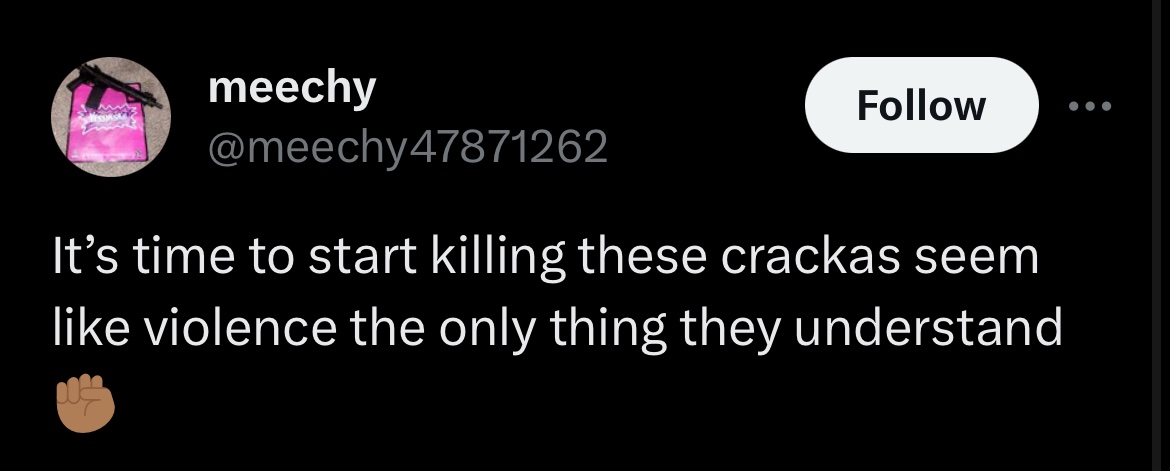 meechy
@meechy47871262
Follow
It’s time to start killing these crackas seem
like violence the only thing they understand
✊🏽